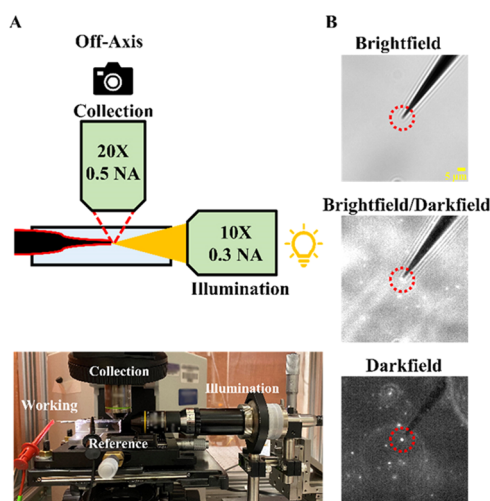 A
Off-Axis
Collection
20X
0.5 NA
10X
0.3 NA
Illumination
Collection
Illumination
Working
Reference
B
Brightfield
Brightfield/Darkfield
Darkfield